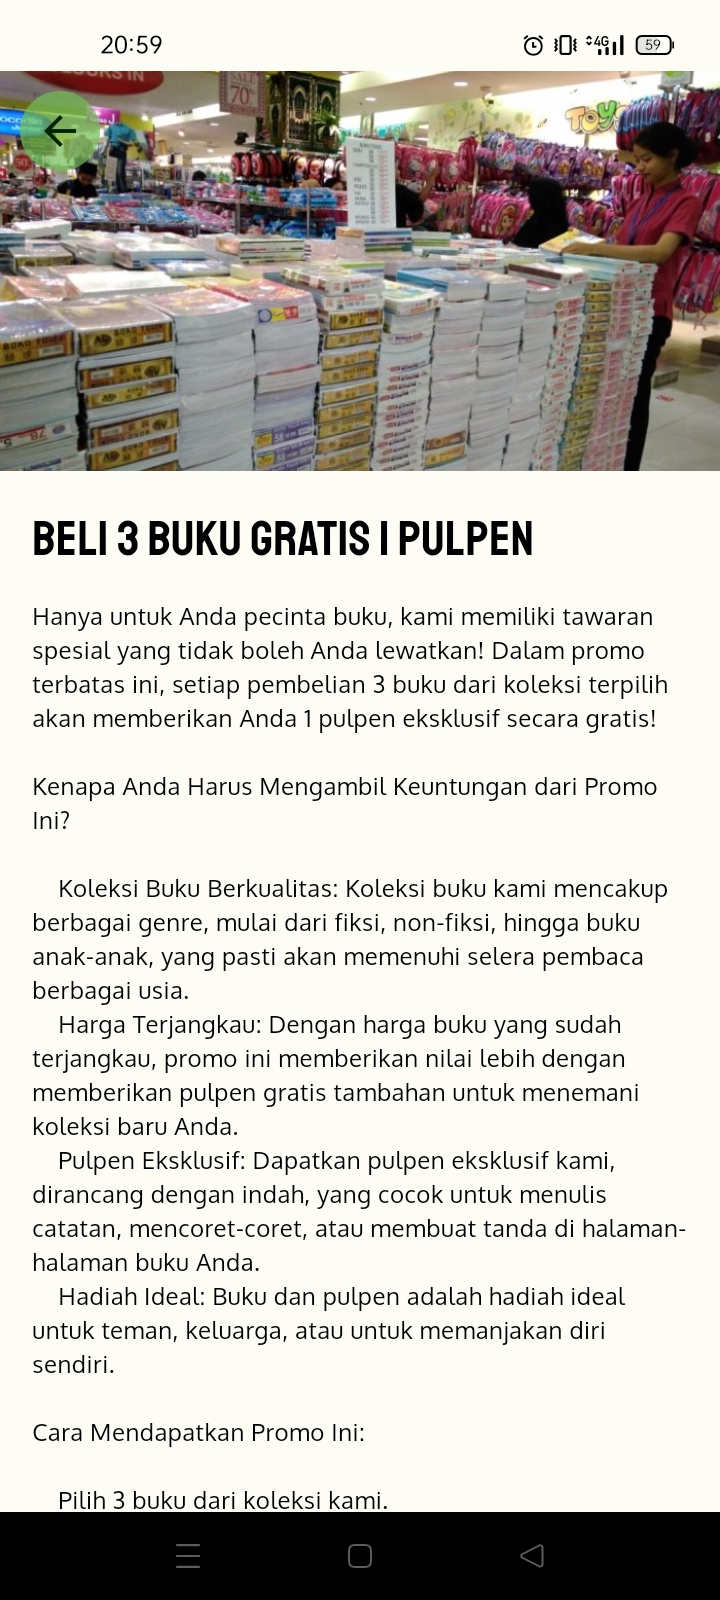 20:59
4G
59
BOOKS IN
SALE
70%
TOY
BELI 3 BUKU GRATIS 1 PULPEN
Hanya untuk Anda pecinta buku, kami memiliki tawaran
spesial yang tidak boleh Anda lewatkan! Dalam promo
terbatas ini, setiap pembelian 3 buku dari koleksi terpilih
akan memberikan Anda 1 pulpen eksklusif secara gratis!
Kenapa Anda Harus Mengambil Keuntungan dari Promo
Ini?
Koleksi Buku Berkualitas: Koleksi buku kami mencakup
berbagai genre, mulai dari fiksi, non-fiksi, hingga buku
anak-anak, yang pasti akan memenuhi selera pembaca
berbagai usia.
Harga Terjangkau: Dengan harga buku yang sudah
terjangkau, promo ini memberikan nilai lebih dengan
memberikan pulpen gratis tambahan untuk menemani
koleksi baru Anda.
Pulpen Eksklusif: Dapatkan pulpen eksklusif kami,
dirancang dengan indah, yang cocok untuk menulis
catatan, mencoret-coret, atau membuat tanda di halaman-
halaman buku Anda.
Hadiah Ideal: Buku dan pulpen adalah hadiah ideal
untuk teman, keluarga, atau untuk memanjakan diri
sendiri.
Cara Mendapatkan Promo Ini:
Pilih 3 buku dari koleksi kami.